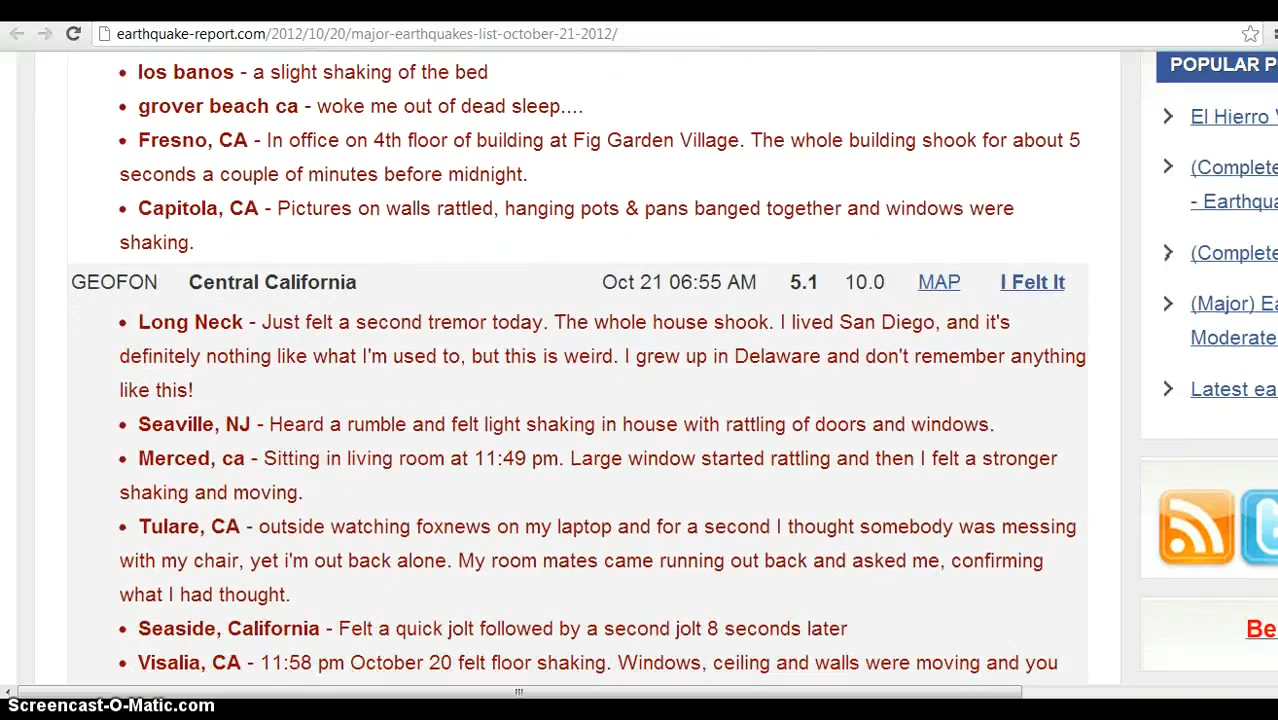 earthquake-report.com/2012/10/20/major-earthquakes-list-october-21-2012/
POPULAR P
los banos - a slight shaking of the bed
grover beach ca - woke me out of dead sleep....
Fresno, CA - In office on 4th floor of building at Fig Garden Village. The whole building shook for about 5
seconds a couple of minutes before midnight.
Capitola, CA - Pictures on walls rattled, hanging pots & pans banged together and windows were
shaking.
GEOFON Central California Oct 21 06:55 AM 5.1 10.0 MAP I Felt It
Long Neck - Just felt a second tremor today. The whole house shook. I lived San Diego, and it's
definitely nothing like what I'm used to, but this is weird. I grew up in Delaware and don't remember anything
like this!
Seaville, NJ - Heard a rumble and felt light shaking in house with rattling of doors and windows.
Merced, ca - Sitting in living room at 11:49 pm. Large window started rattling and then I felt a stronger
shaking and moving.
Tulare, CA - outside watching foxnews on my laptop and for a second I thought somebody was messing
with my chair, yet i'm out back alone. My room mates came running out back and asked me, confirming
what I had thought.
Seaside, California - Felt a quick jolt followed by a second jolt 8 seconds later
Visalia, CA - 11:58 pm October 20 felt floor shaking. Windows, ceiling and walls were moving and you
El Hierro V
(Complete
- Earthqua
(Complete
(Major) Ea
Moderate
Latest ea
Be
Screencast-O-Matic.com